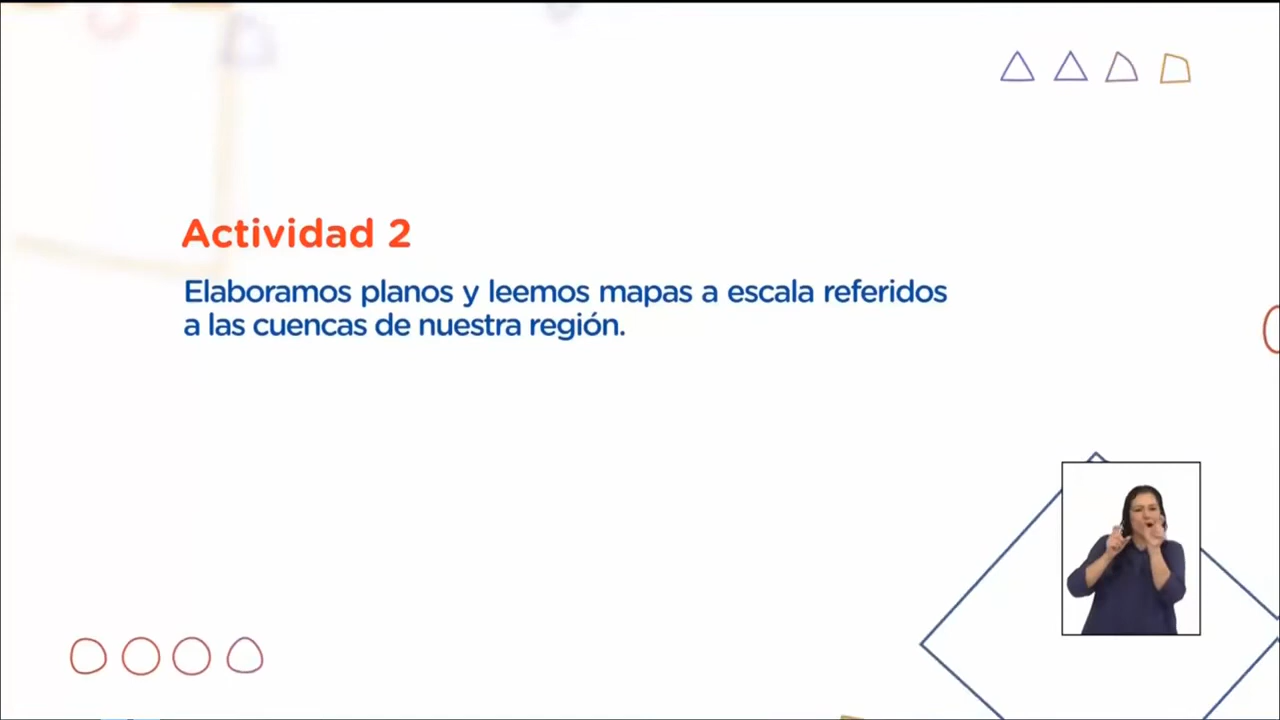 Actividad 2
Elaboramos planos y leemos mapas a escala referidos
a las cuencas de nuestra región.